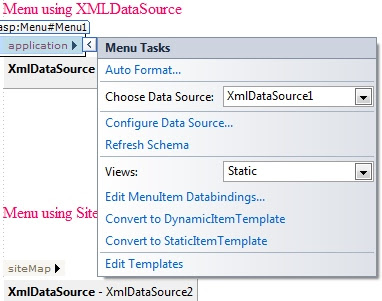 Menu using XMLDataSource
asp:Menu#Menu1
application
XmlDataSource
Menu Tasks
Auto Format...
Choose Data Source: XmlDataSource1
Configure Data Source...
Refresh Schema
Views: Static
Edit MenuItem Databindings...
Convert to DynamicItemTemplate
Convert to StaticItemTemplate
Edit Templates
Menu using Site
siteMap
XmlDataSource - XmlDataSource2